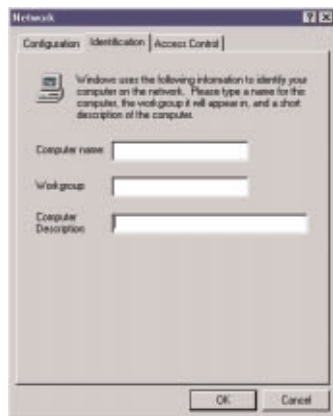 Network
Configuration Identification Access Control
Windows uses the following information to identify your
computer on the network. Please type a name for this
computer, the workgroup it will appear in, and a short
description of the computer.
Computer name:
Workgroup:
Computer
Description:
OK Cancel